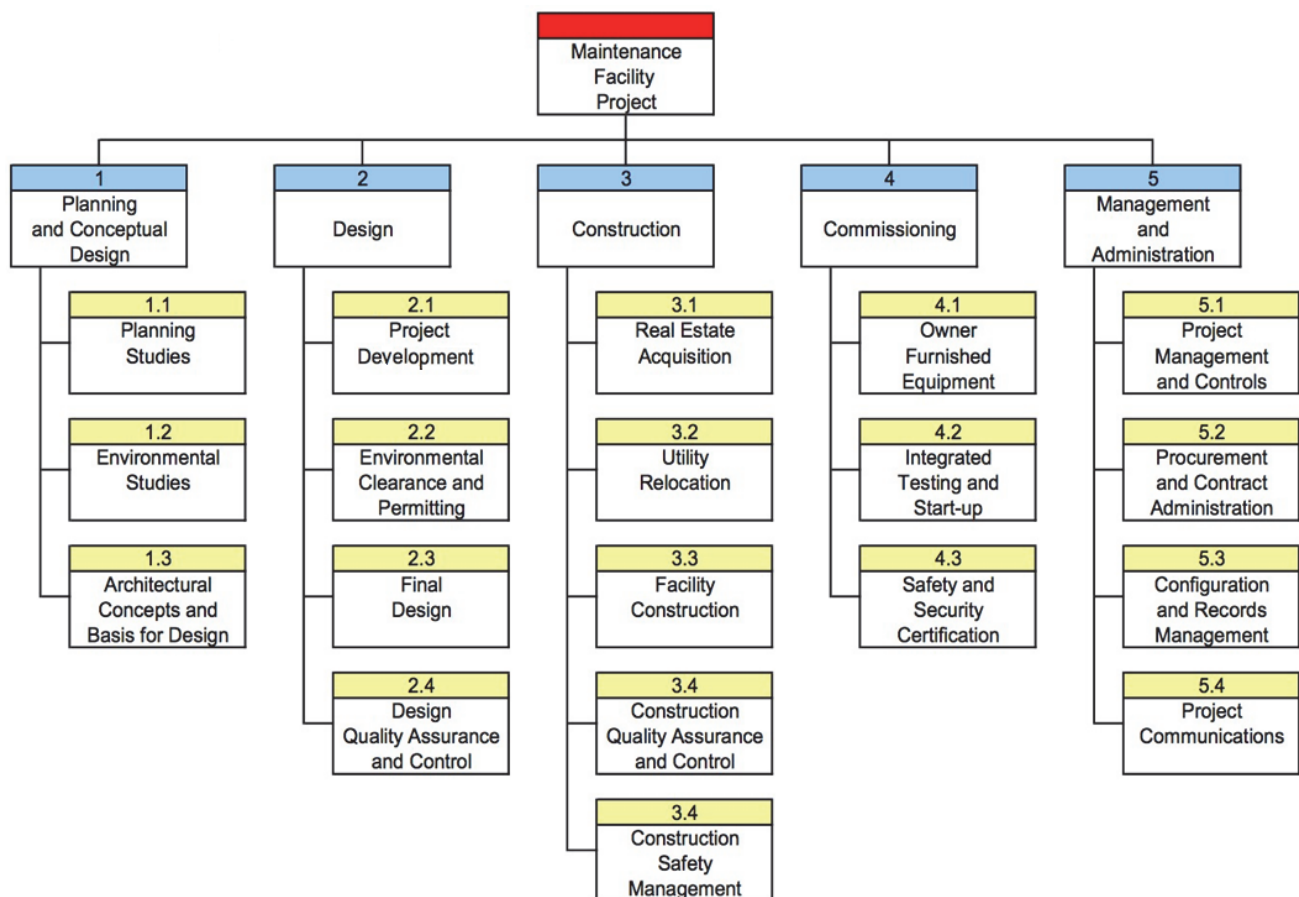 Maintenance
Facility
Project
1
Planning
and Conceptual
Design
1.1
Planning
Studies
1.2
Environmental
Studies
1.3
Architectural
Concepts and
Basis for Design
2
Design
2.1
Project
Development
2.2
Environmental
Clearance and
Permitting
2.3
Final
Design
2.4
Design
Quality Assurance
and Control
3
Construction
3.1
Real Estate
Acquisition
3.2
Utility
Relocation
3.3
Facility
Construction
3.4
Construction
Quality Assurance
and Control
3.4
Construction
Safety
Management
4
Commissioning
4.1
Owner
Furnished
Equipment
4.2
Integrated
Testing and
Start-up
4.3
Safety and
Security
Certification
5
Management
and
Administration
5.1
Project
Management
and Controls
5.2
Procurement
and Contract
Administration
5.3
Configuration
and Records
Management
5.4
Project
Communications